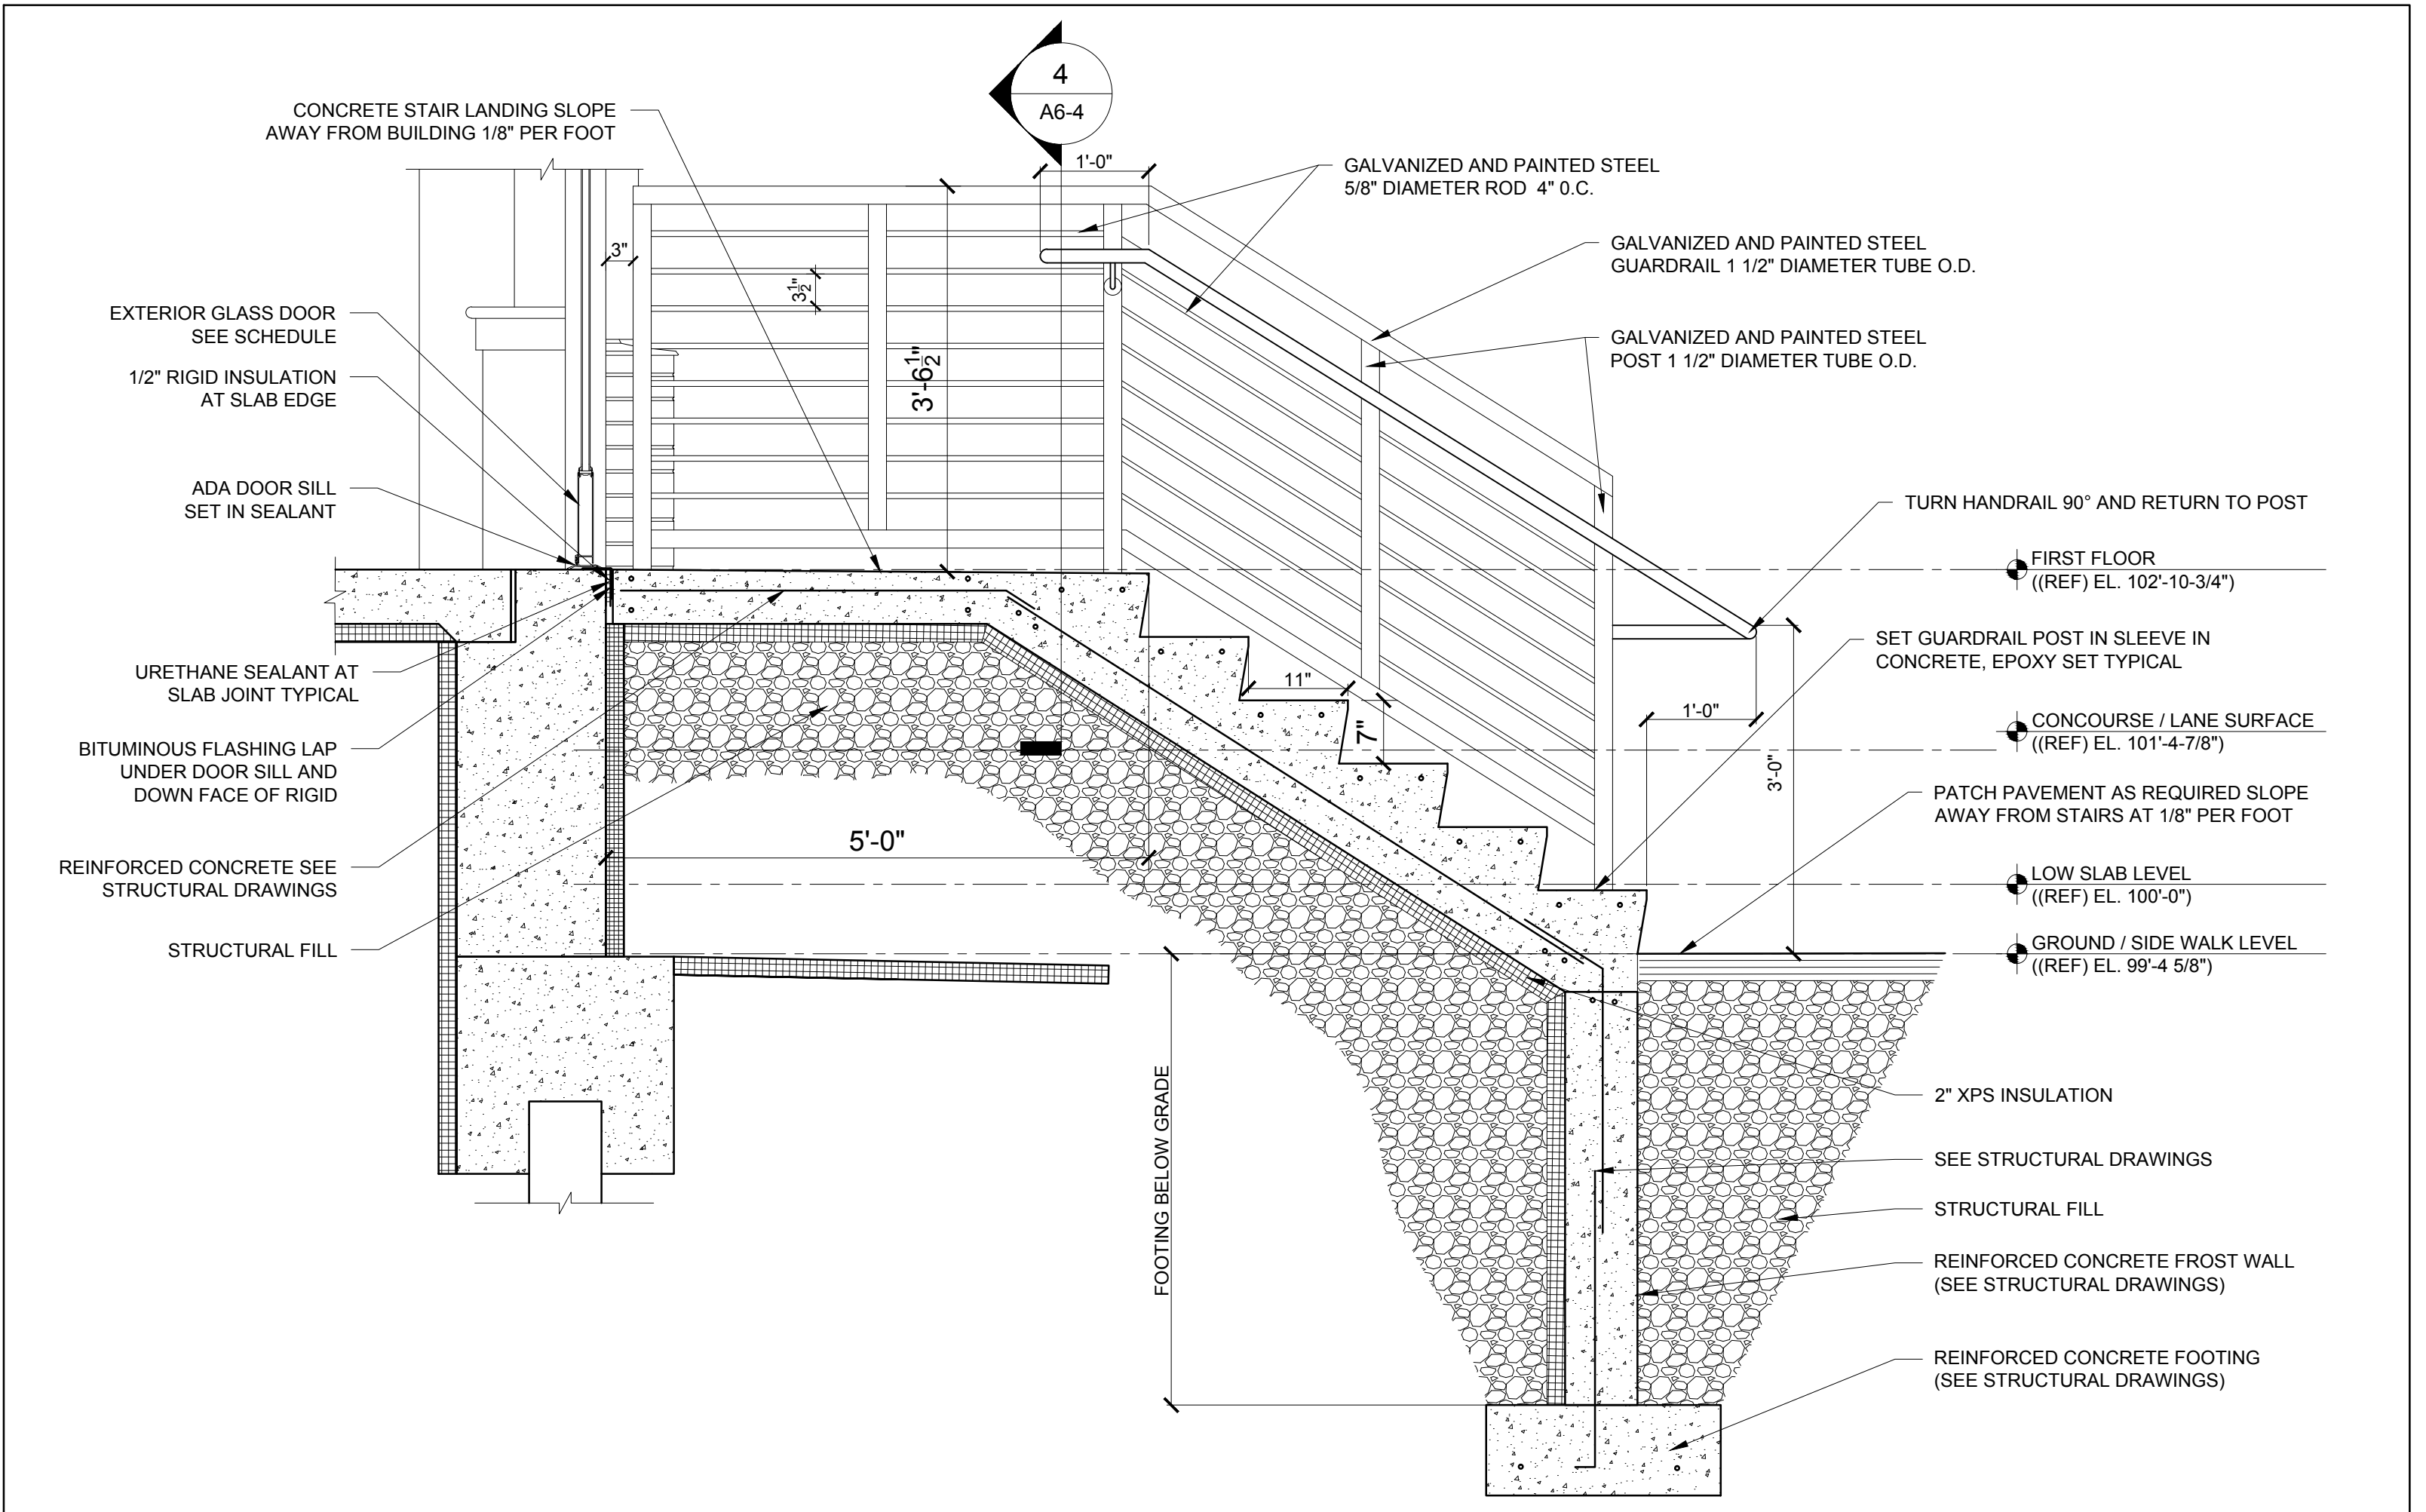 4
A6-4
CONCRETE STAIR LANDING SLOPE
AWAY FROM BUILDING 1/8" PER FOOT
1'-0"
GALVANIZED AND PAINTED STEEL
5/8" DIAMETER ROD  4" 0.C.
GALVANIZED AND PAINTED STEEL
GUARDRAIL 1 1/2" DIAMETER TUBE O.D.
3"
3 1/2"
3'-6 1/2"
EXTERIOR GLASS DOOR
SEE SCHEDULE
GALVANIZED AND PAINTED STEEL
POST 1 1/2" DIAMETER TUBE O.D.
1/2" RIGID INSULATION
AT SLAB EDGE
ADA DOOR SILL
SET IN SEALANT
TURN HANDRAIL 90° AND RETURN TO POST
FIRST FLOOR
((REF) EL. 102'-10-3/4")
SET GUARDRAIL POST IN SLEEVE IN
CONCRETE, EPOXY SET TYPICAL
URETHANE SEALANT AT
SLAB JOINT TYPICAL
11"
7"
1'-0"
3'-0"
CONCOURSE / LANE SURFACE
((REF) EL. 101'-4-7/8")
BITUMINOUS FLASHING LAP
UNDER DOOR SILL AND
DOWN FACE OF RIGID
PATCH PAVEMENT AS REQUIRED SLOPE
AWAY FROM STAIRS AT 1/8" PER FOOT
5'-0"
REINFORCED CONCRETE SEE
STRUCTURAL DRAWINGS
LOW SLAB LEVEL
((REF) EL. 100'-0")
STRUCTURAL FILL
GROUND / SIDE WALK LEVEL
((REF) EL. 99'-4 5/8")
FOOTING BELOW GRADE
2" XPS INSULATION
SEE STRUCTURAL DRAWINGS
STRUCTURAL FILL
REINFORCED CONCRETE FROST WALL
(SEE STRUCTURAL DRAWINGS)
REINFORCED CONCRETE FOOTING
(SEE STRUCTURAL DRAWINGS)